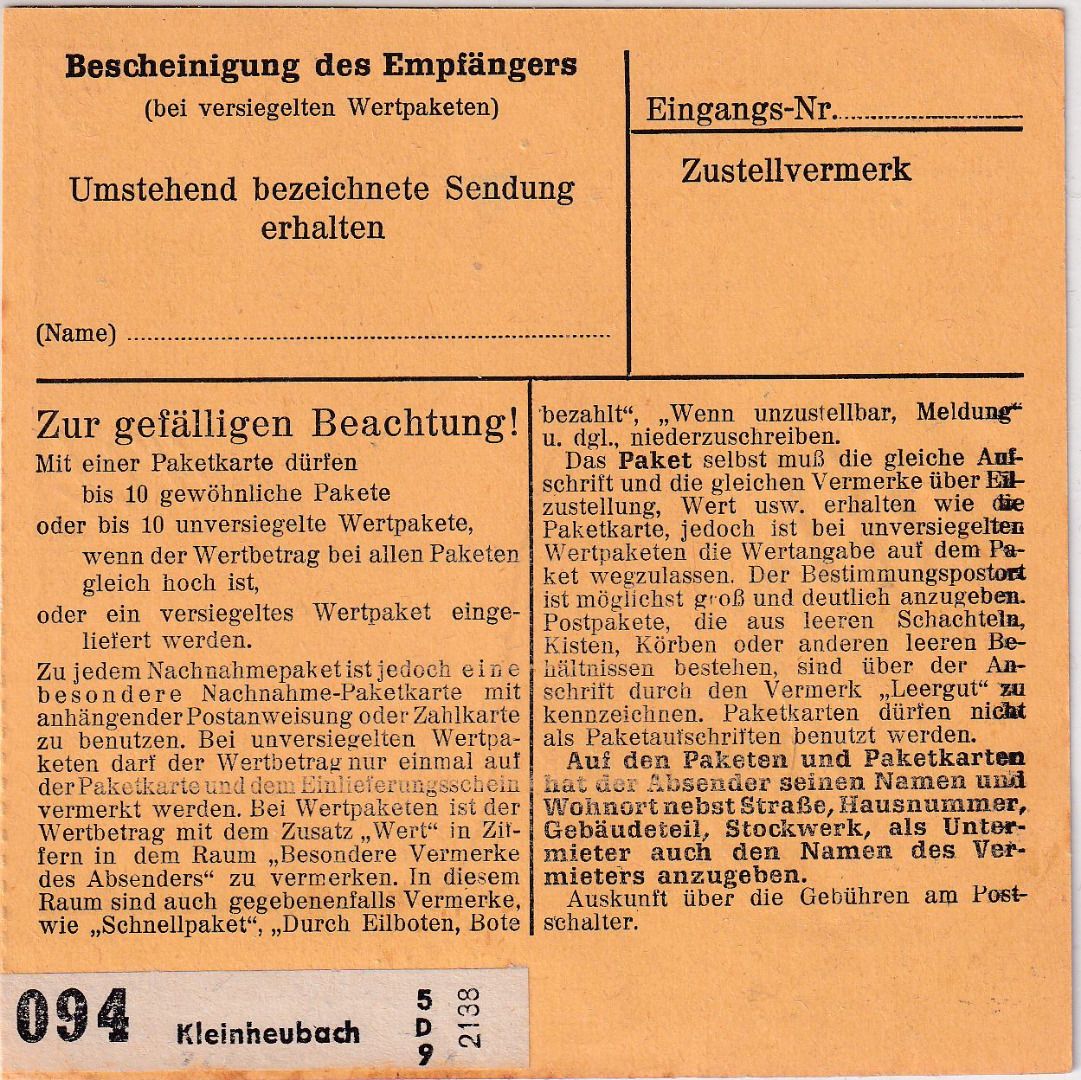 Bescheinigung des Empfängers
(bei versiegelten Wertpaketen)
Umstehend bezeichnete Sendung
erhalten
(Name)
Eingangs-Nr.
Zustellvermerk
Zur gefälligen Beachtung!
Mit einer Paketkarte dürfen
bis 10 gewöhnliche Pakete
oder bis 10 unversiegelte Wertpakete,
wenn der Wertbetrag bei allen Paketen
gleich hoch ist,
oder ein versiegeltes Wertpaket einge-
liefert werden.
Zu jedem Nachnahmepaket ist jedoch eine
besondere Nachnahme-Paketkarte mit
anhängender Postanweisung oder Zahlkarte
zu benutzen. Bei unversiegelten Wertpa-
keten darf der Wertbetrag nur einmal auf
der Paketkarte und dem Einlieferungsschein
vermerkt werden. Bei Wertpaketen ist der
Wertbetrag mit dem Zusatz „Wert“ in Zif-
fern in dem Raum „Besondere Vermerke
des Absenders“ zu vermerken. In diesem
Raum sind auch gegebenenfalls Vermerke,
wie „Schnellpaket“, „Durch Eilboten, Bote
bezahlt“, „Wenn unzustellbar, Meldung“
u. dgl., niederzuschreiben.
Das Paket selbst muß die gleiche Auf-
schrift und die gleichen Vermerke über Eil-
zustellung, Wert usw. erhalten wie die
Paketkarte, jedoch ist bei unversiegelten
Wertpaketen die Wertangabe auf dem Pa-
ket wegzulassen. Der Bestimmungspostort
ist möglichst groß und deutlich anzugeben.
Postpakete, die aus leeren Schachteln,
Kisten, Körben oder anderen leeren Be-
hältnissen bestehen, sind über der An-
schrift durch den Vermerk „Leergut“ zu
kennzeichnen. Paketkarten dürfen nicht
als Paketaufschriften benutzt werden.
Auf den Paketen und Paketkarten
hat der Absender seinen Namen und
Wohnort nebst Straße, Hausnummer,
Gebäudeteil, Stockwerk, als Unter-
mieter auch den Namen des Ver-
mieters anzugeben.
Auskunft über die Gebühren am Post-
schalter.
094
Kleinheubach
5
D
9
2138